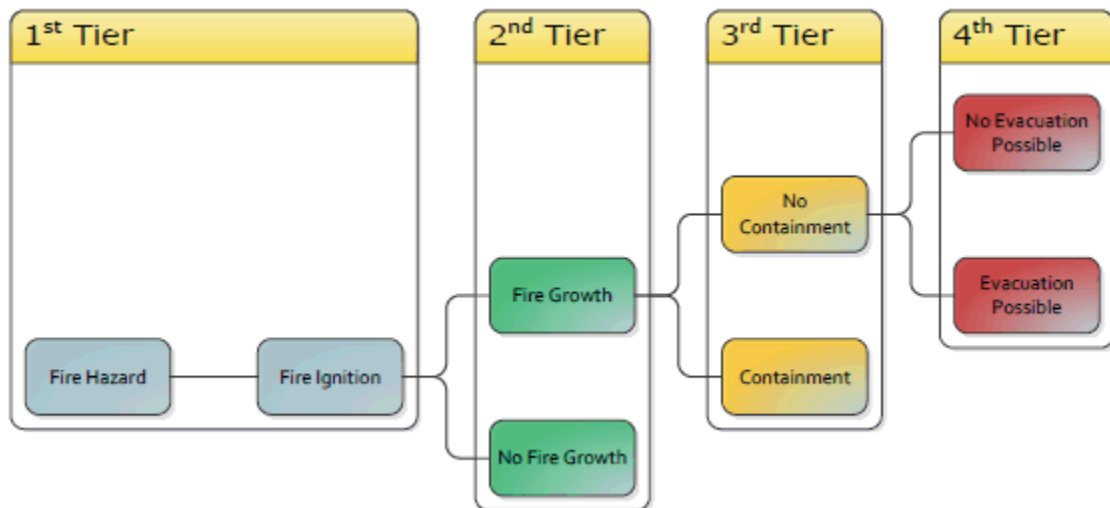 1st Tier
2nd Tier
3rd Tier
4th Tier
No Evacuation
Possible
No
Containment
Fire Growth
Evacuation
Possible
Fire Hazard
Fire Ignition
Containment
No Fire Growth